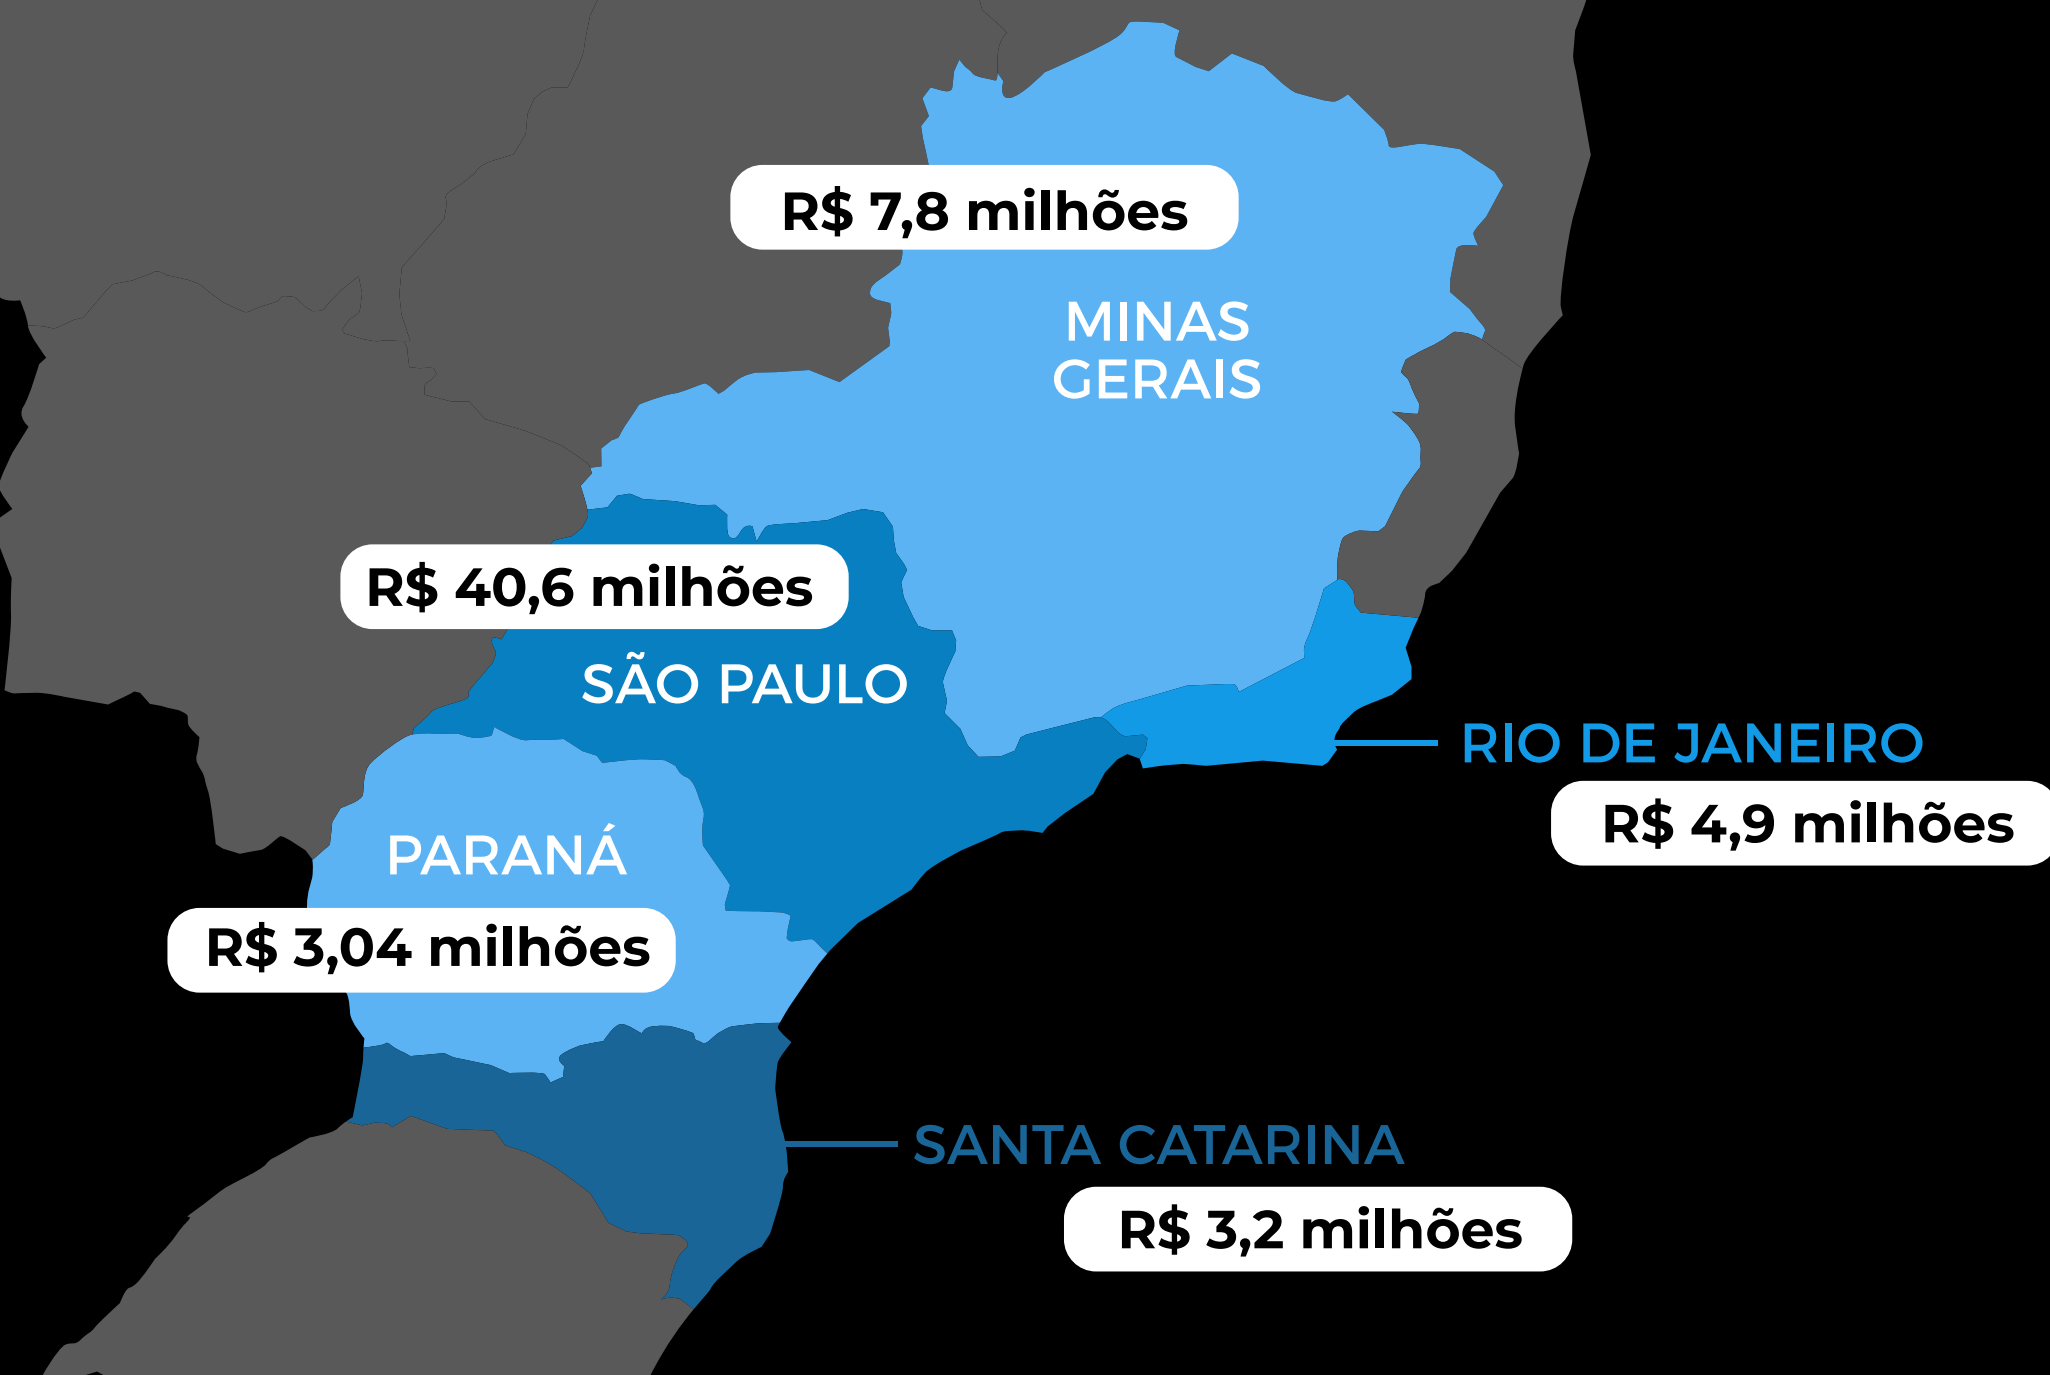 R$ 7,8 milhões
MINAS
GERAIS
R$ 40,6 milhões
SÃO PAULO
RIO DE JANEIRO
R$ 4,9 milhões
PARANÁ
R$ 3,04 milhões
SANTA CATARINA
R$ 3,2 milhões